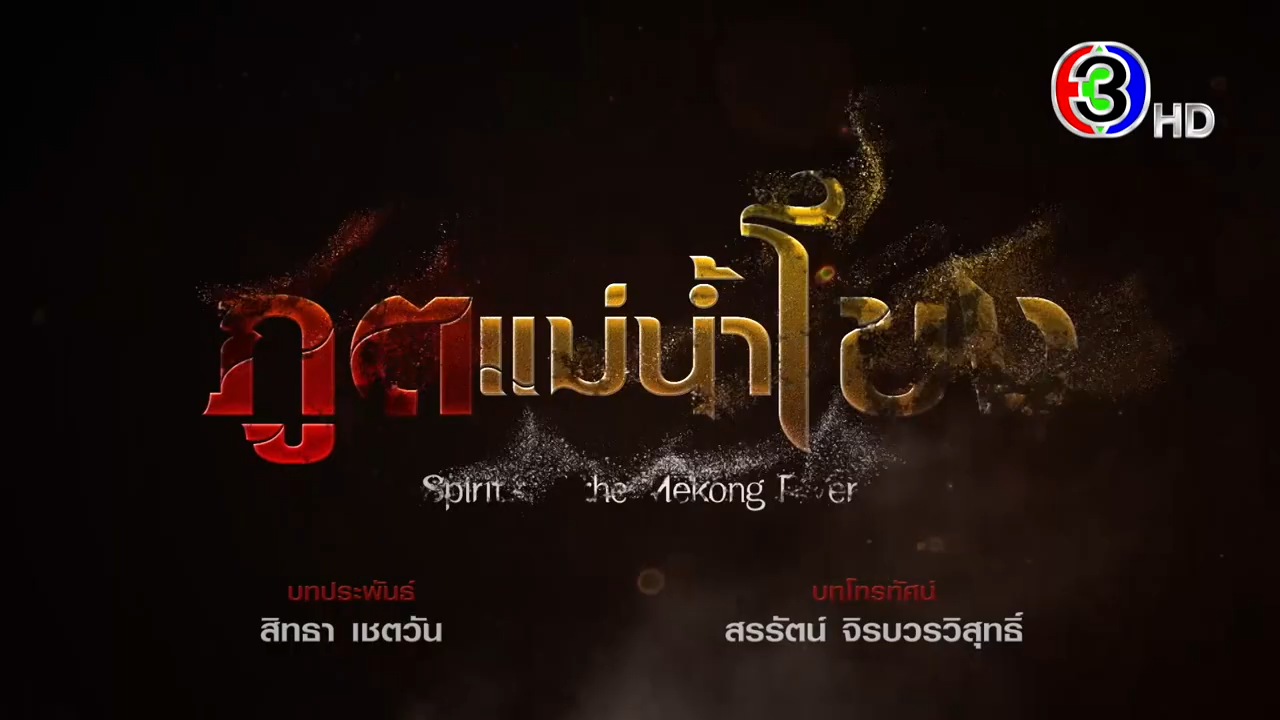 3 HD
ภูตแม่น้ำโขง
Spirits the Mekong River
บทประพันธ์
สิทธา เชตวัน
บทโทรทัศน์
สรรัตน์ จิรบวรวิสุทธิ์